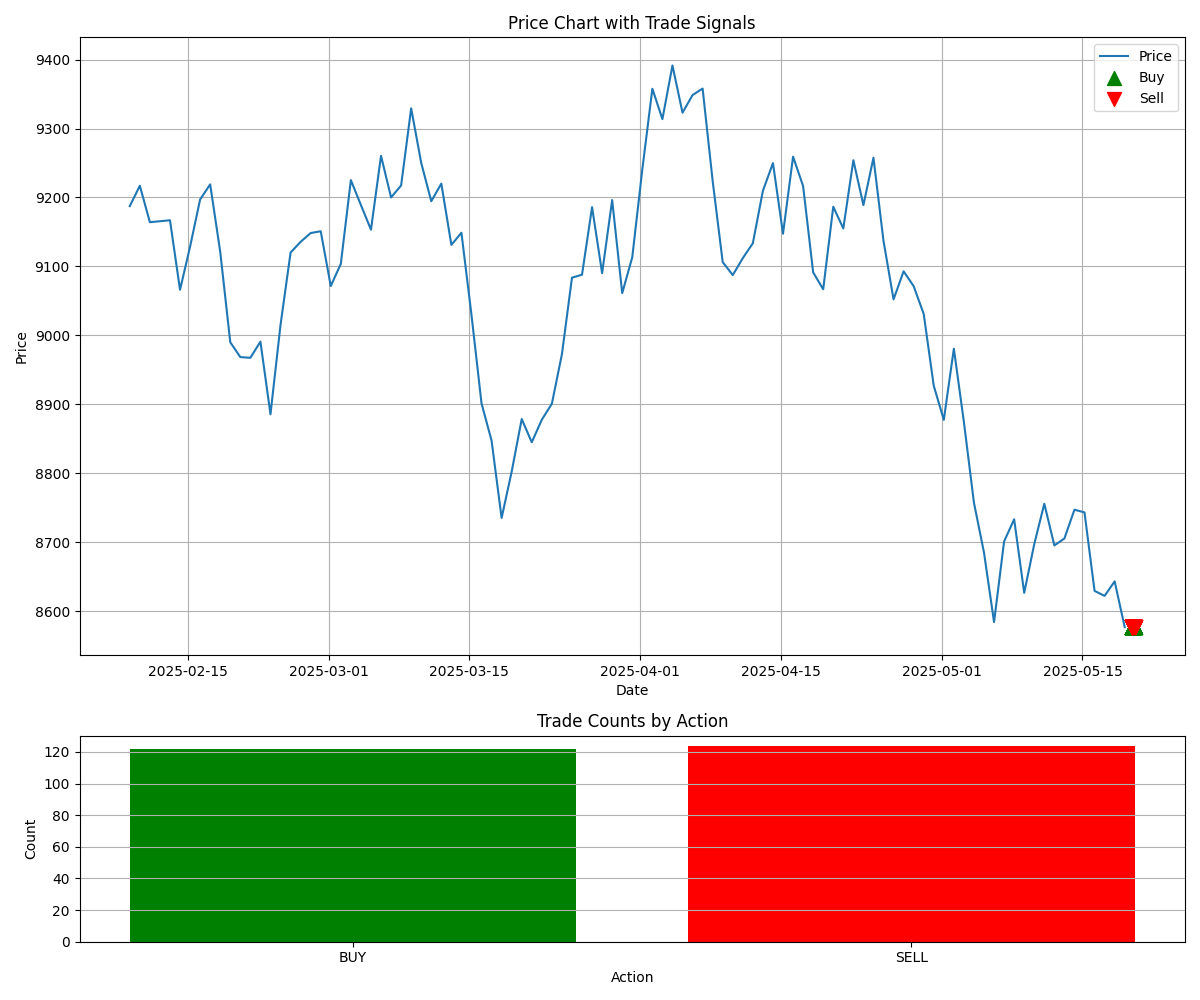 Price Chart with Trade Signals
Price
Buy
Sell
9400
9300
9200
9100
9000
8900
8800
8700
8600
Price
2025-02-15
2025-03-01
2025-03-15
2025-04-01
2025-04-15
2025-05-01
2025-05-15
Date
Trade Counts by Action
120
100
80
60
40
20
0
Count
BUY
SELL
Action